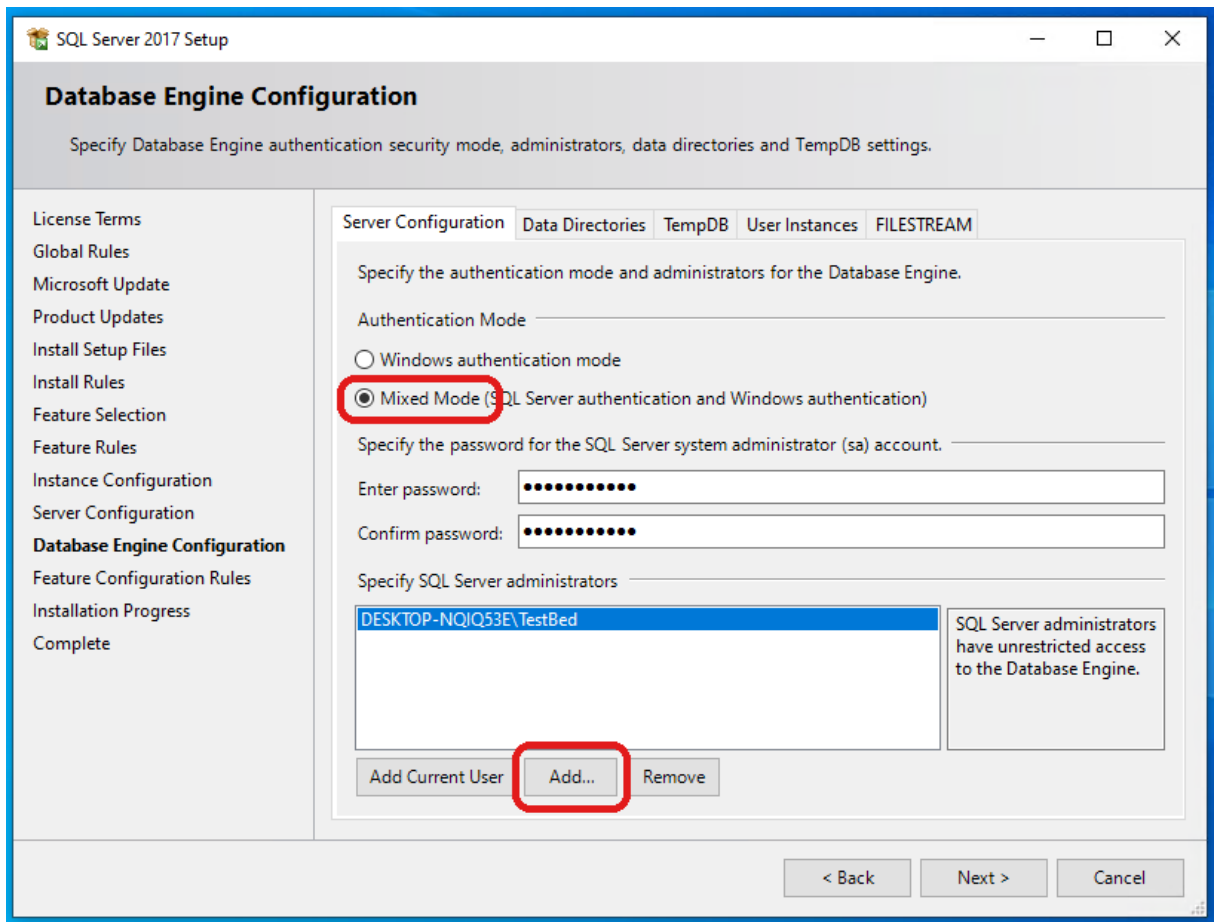 SQL Server 2017 Setup
Database Engine Configuration
Specify Database Engine authentication security mode, administrators, data directories and TempDB settings.
License Terms
Global Rules
Microsoft Update
Product Updates
Install Setup Files
Install Rules
Feature Selection
Feature Rules
Instance Configuration
Server Configuration
Database Engine Configuration
Feature Configuration Rules
Installation Progress
Complete
Server Configuration Data Directories TempDB User Instances FILESTREAM
Specify the authentication mode and administrators for the Database Engine.
Authentication Mode
Windows authentication mode
Mixed Mode (SQL Server authentication and Windows authentication)
Specify the password for the SQL Server system administrator (sa) account.
Enter password: ●●●●●●●●●●●
Confirm password: ●●●●●●●●●●●
Specify SQL Server administrators
DESKTOP-NQIQ53E\TestBed
SQL Server administrators
have unrestricted access
to the Database Engine.
Add Current User Add... Remove
< Back Next > Cancel